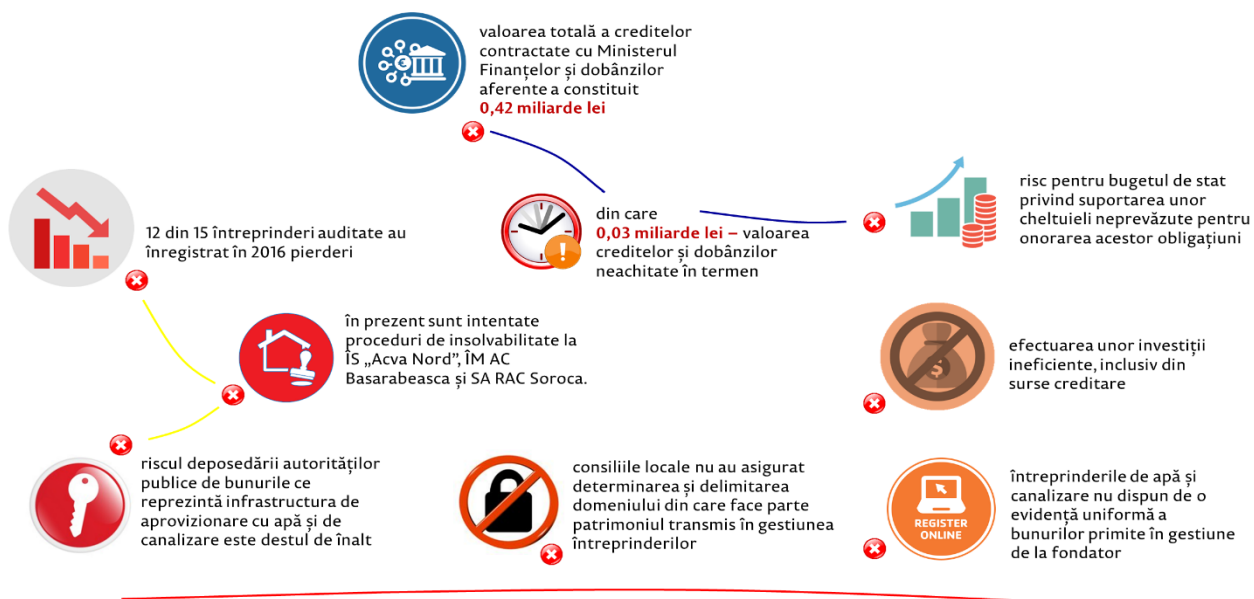 valoarea totală a creditelor
contractate cu Ministerul
Finanțelor și dobânzilor
aferente a constituit
0,42 miliarde lei
12 din 15 întreprinderi auditate au
înregistrat în 2016 pierderi
din care
0,03 miliarde lei – valoarea
creditelor și dobânzilor
neachitate în termen
risc pentru bugetul de stat
privind suportarea unor
cheltuieli neprevăzute pentru
onorarea acestor obligațiuni
în prezent sunt intentate
proceduri de insolvabilitate la
ÎS „Acva Nord”, ÎM AC
Basarabeasca și SA RAC Soroca.
efectuarea unor investiții
ineficiente, inclusiv din
surse creditare
riscul deposedării autorităților
publice de bunurile ce
reprezintă infrastructura de
aprovizionare cu apă și de
canalizare este destul de înalt
consiliile locale nu au asigurat
determinarea și delimitarea
domeniului din care face parte
patrimoniul transmis în gestiunea
întreprinderilor
REGISTER
ONLINE
întreprinderile de apă și
canalizare nu dispun de o
evidență uniformă a
bunurilor primite în gestiune
de la fondator